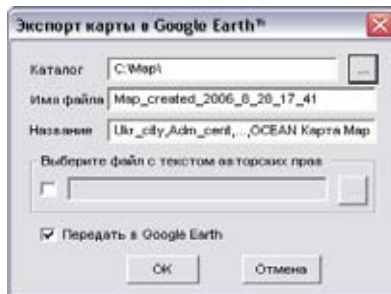 Экспорт карты в Google Earth™
Каталог C:\Map\ ...
Имя файла Map_created_2006_8_28_17_41
Название Ukr_city,Adm_cent,...,OCEAN Карта Map
Выберите файл с текстом авторских прав
Передать в Google Earth
OK Отмена